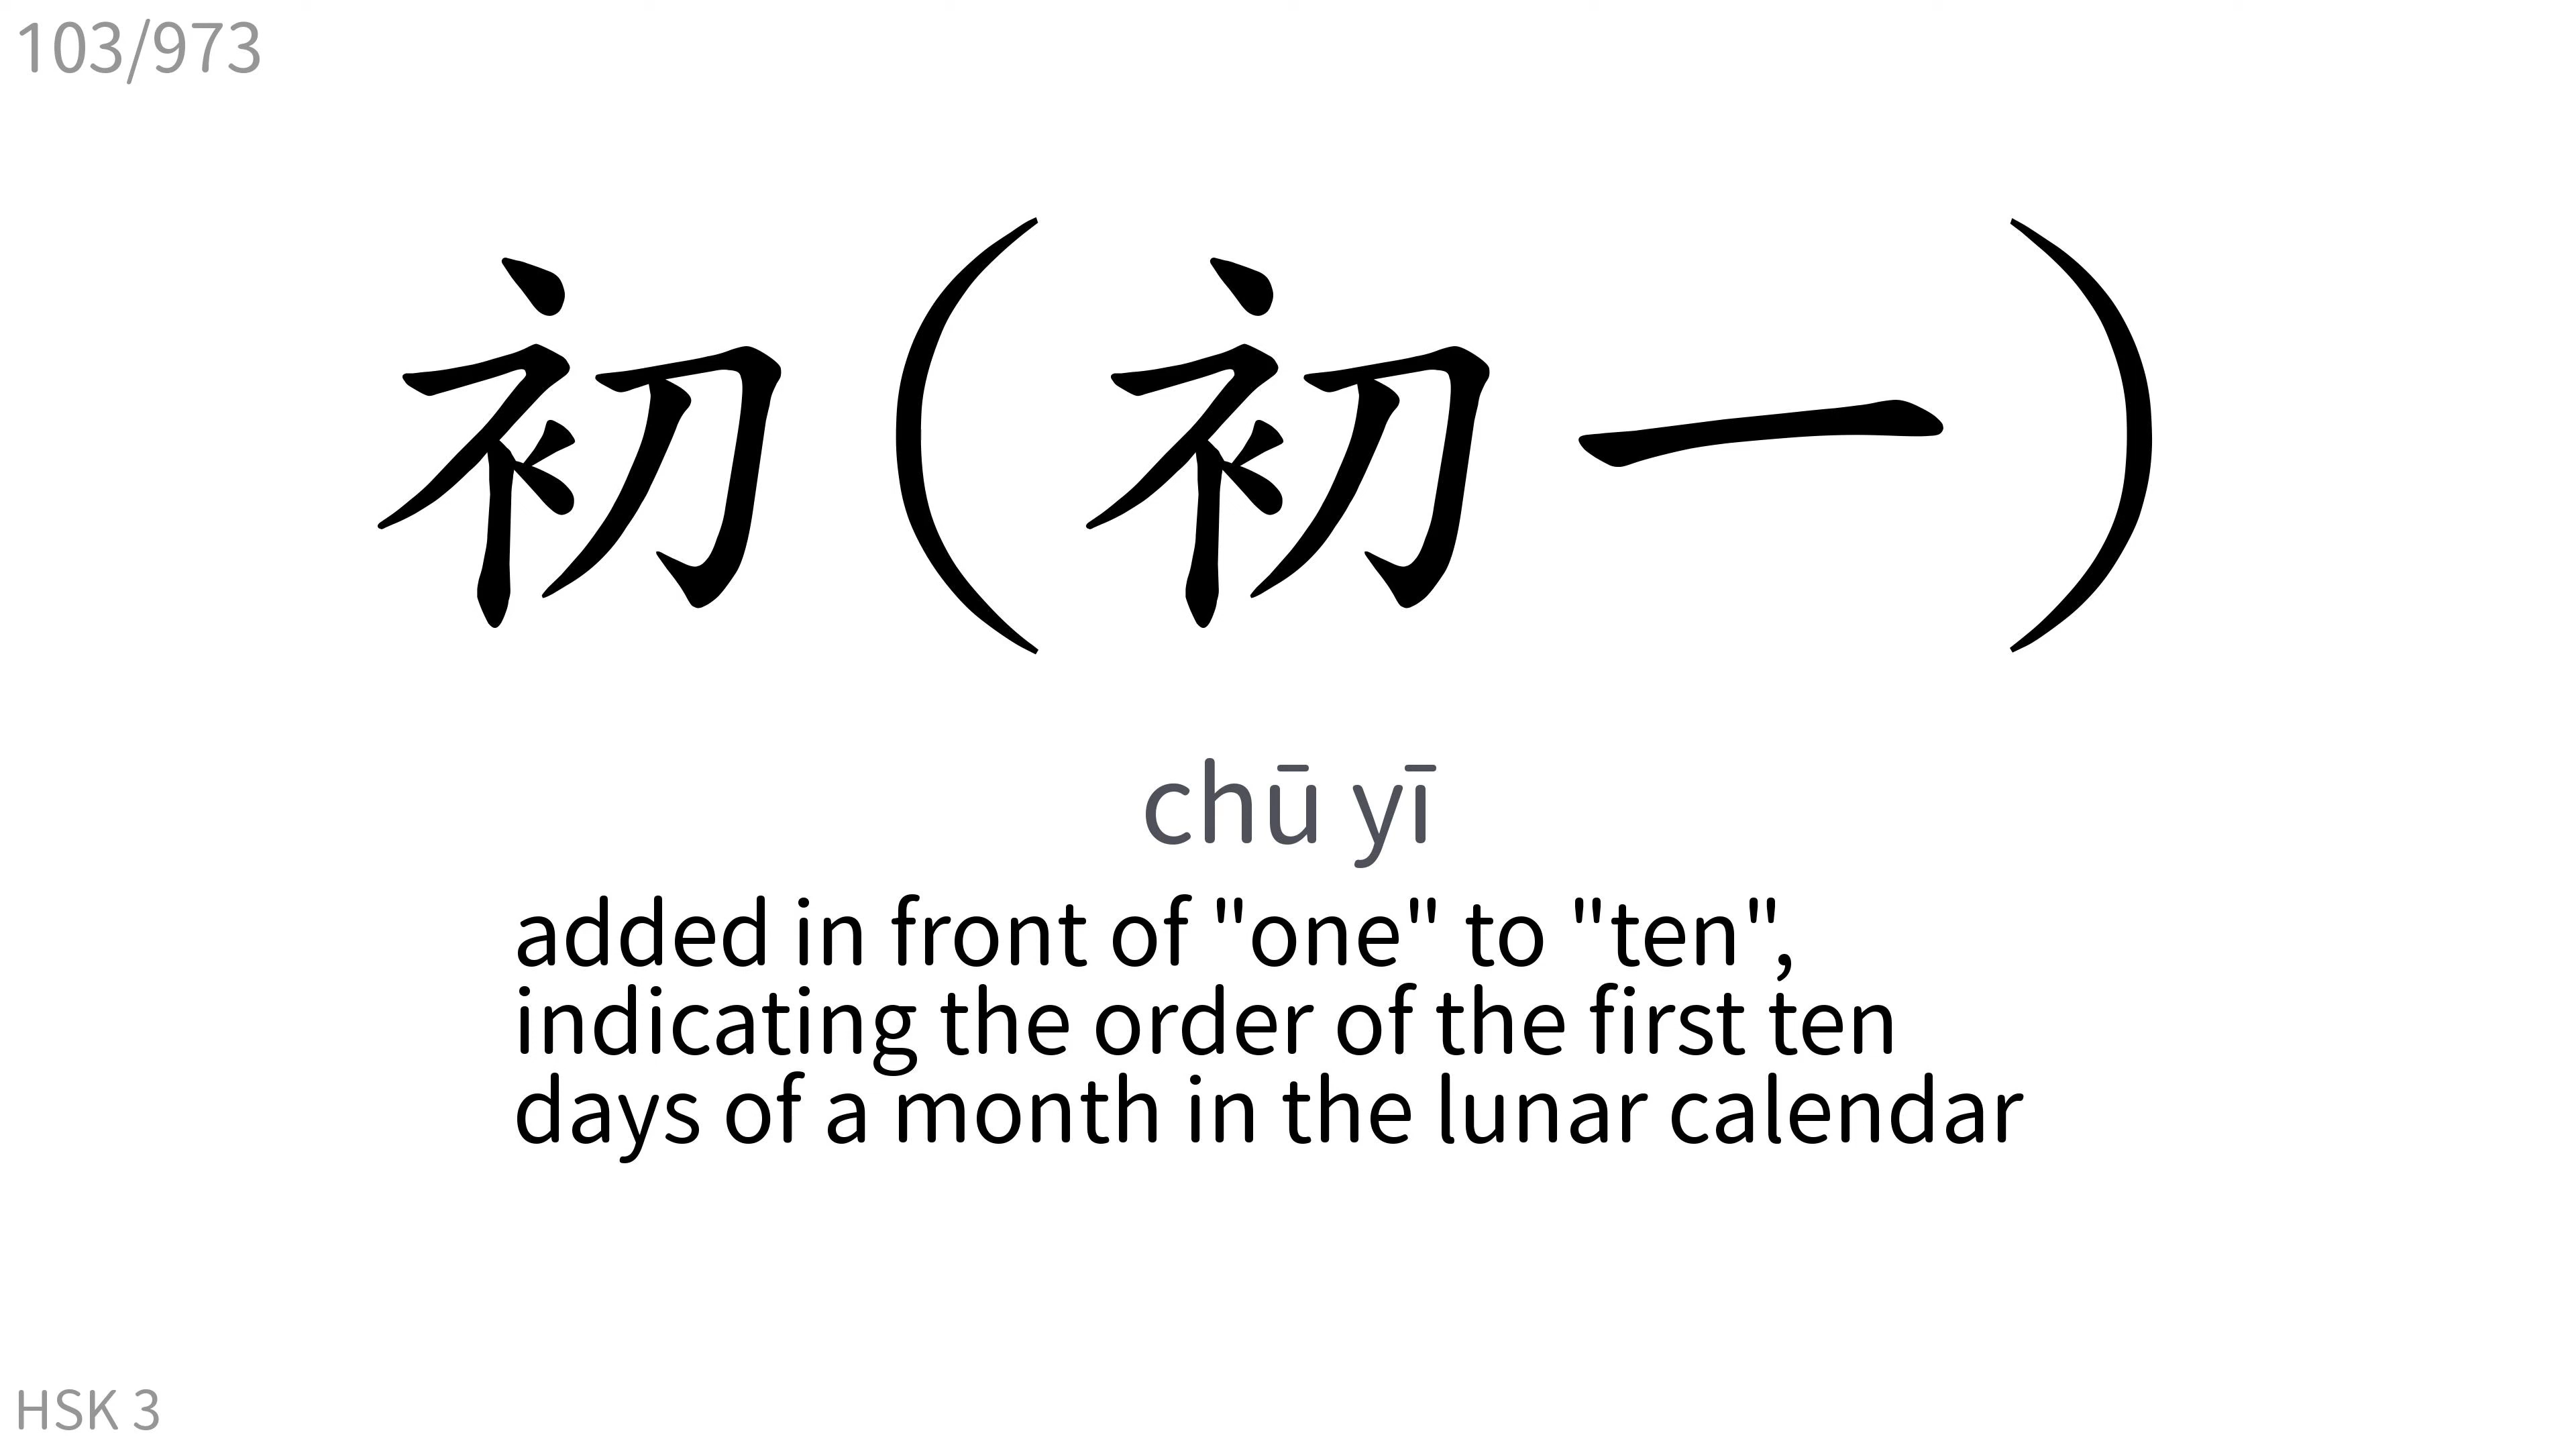 103/973
初(初一)
chū yī
added in front of "one" to "ten",
indicating the order of the first ten
days of a month in the lunar calendar
HSK 3